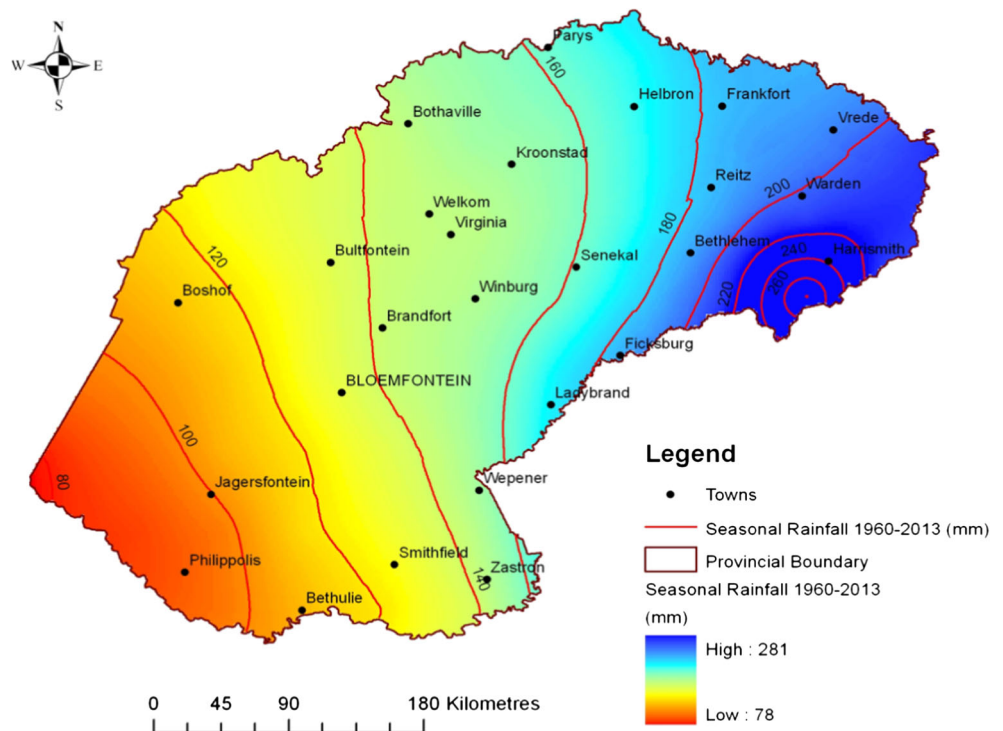 N
W E
S
Parys
160
Helbron
Frankfort
Bothaville
Vrede
Kroonstad
Reitz
200
Warden
Welkom
Virginia
180
Bultfontein
120
Bethlehem
240
Harrismith
Senekal
220
260
Boshof
Winburg
Brandfort
Ficksburg
BLOEMFONTEIN
Ladybrand
100
80
Jagersfontein
Wepener
Philippolis
Smithfield
140
Zastron
Bethulie
Legend
Towns
Seasonal Rainfall 1960-2013 (mm)
Provincial Boundary
Seasonal Rainfall 1960-2013
(mm)
High : 281
Low : 78
0 45 90 180 Kilometres